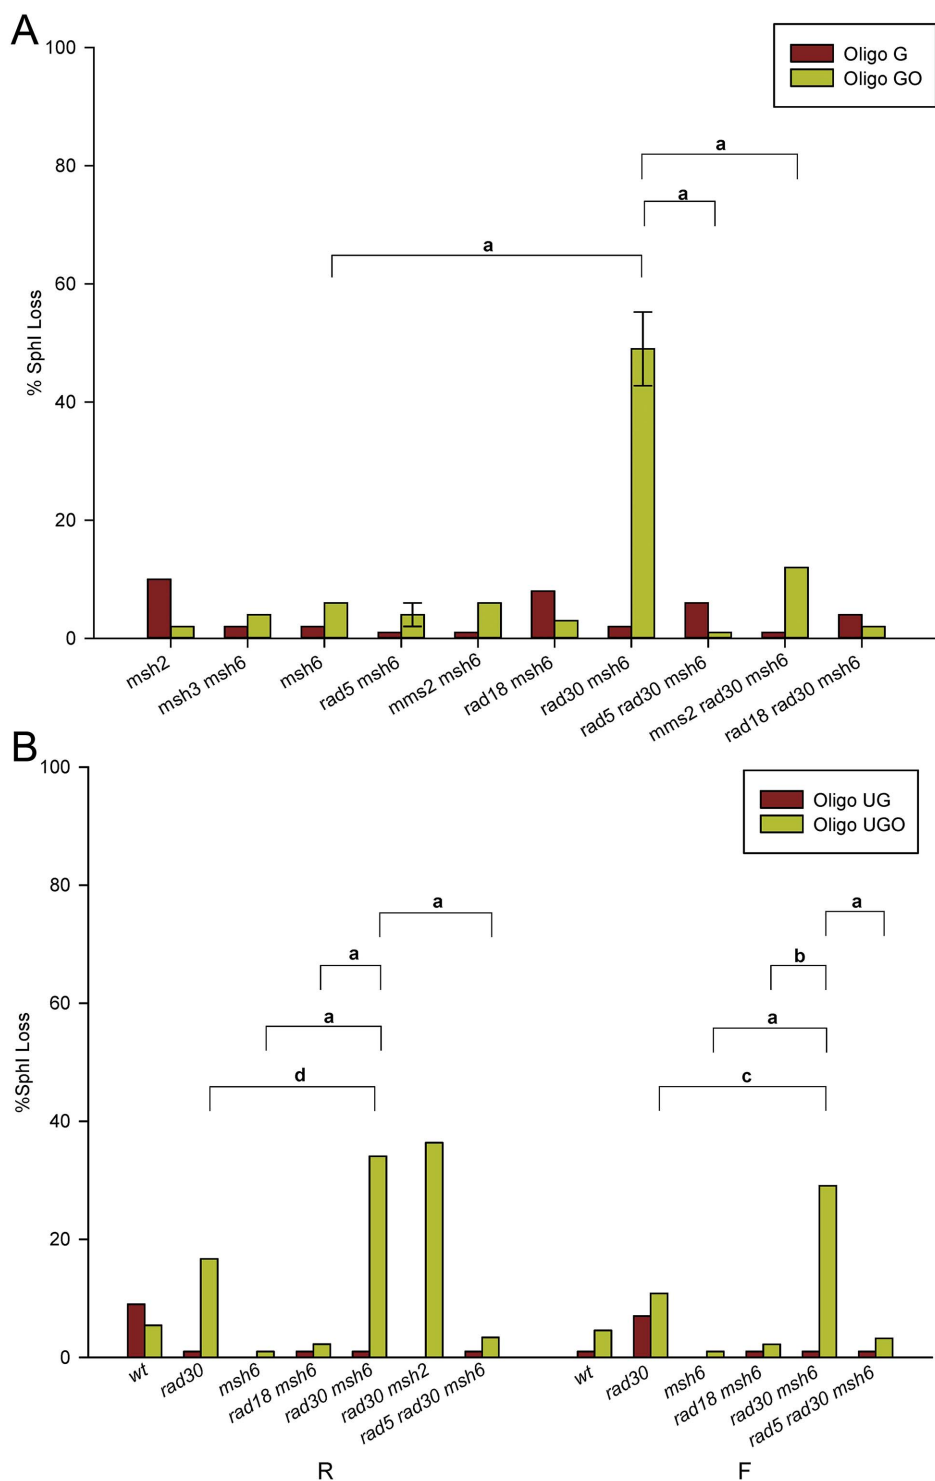 A
100
80
60
40
20
0
% SphI Loss
Oligo G
Oligo GO
a
a
a
msh2
msh3 msh6
msh6
rad5 msh6
mms2 msh6
rad18 msh6
rad30 msh6
rad5 rad30 msh6
mms2 rad30 msh6
rad18 rad30 msh6
B
100
80
60
40
20
0
%SphI Loss
Oligo UG
Oligo UGO
a
a
a
d
a
b
a
c
wt
rad30
msh6
rad18 msh6
rad30 msh6
rad30 msh2
rad5 rad30 msh6
wt
rad30
msh6
rad18 msh6
rad30 msh6
rad5 rad30 msh6
R
F